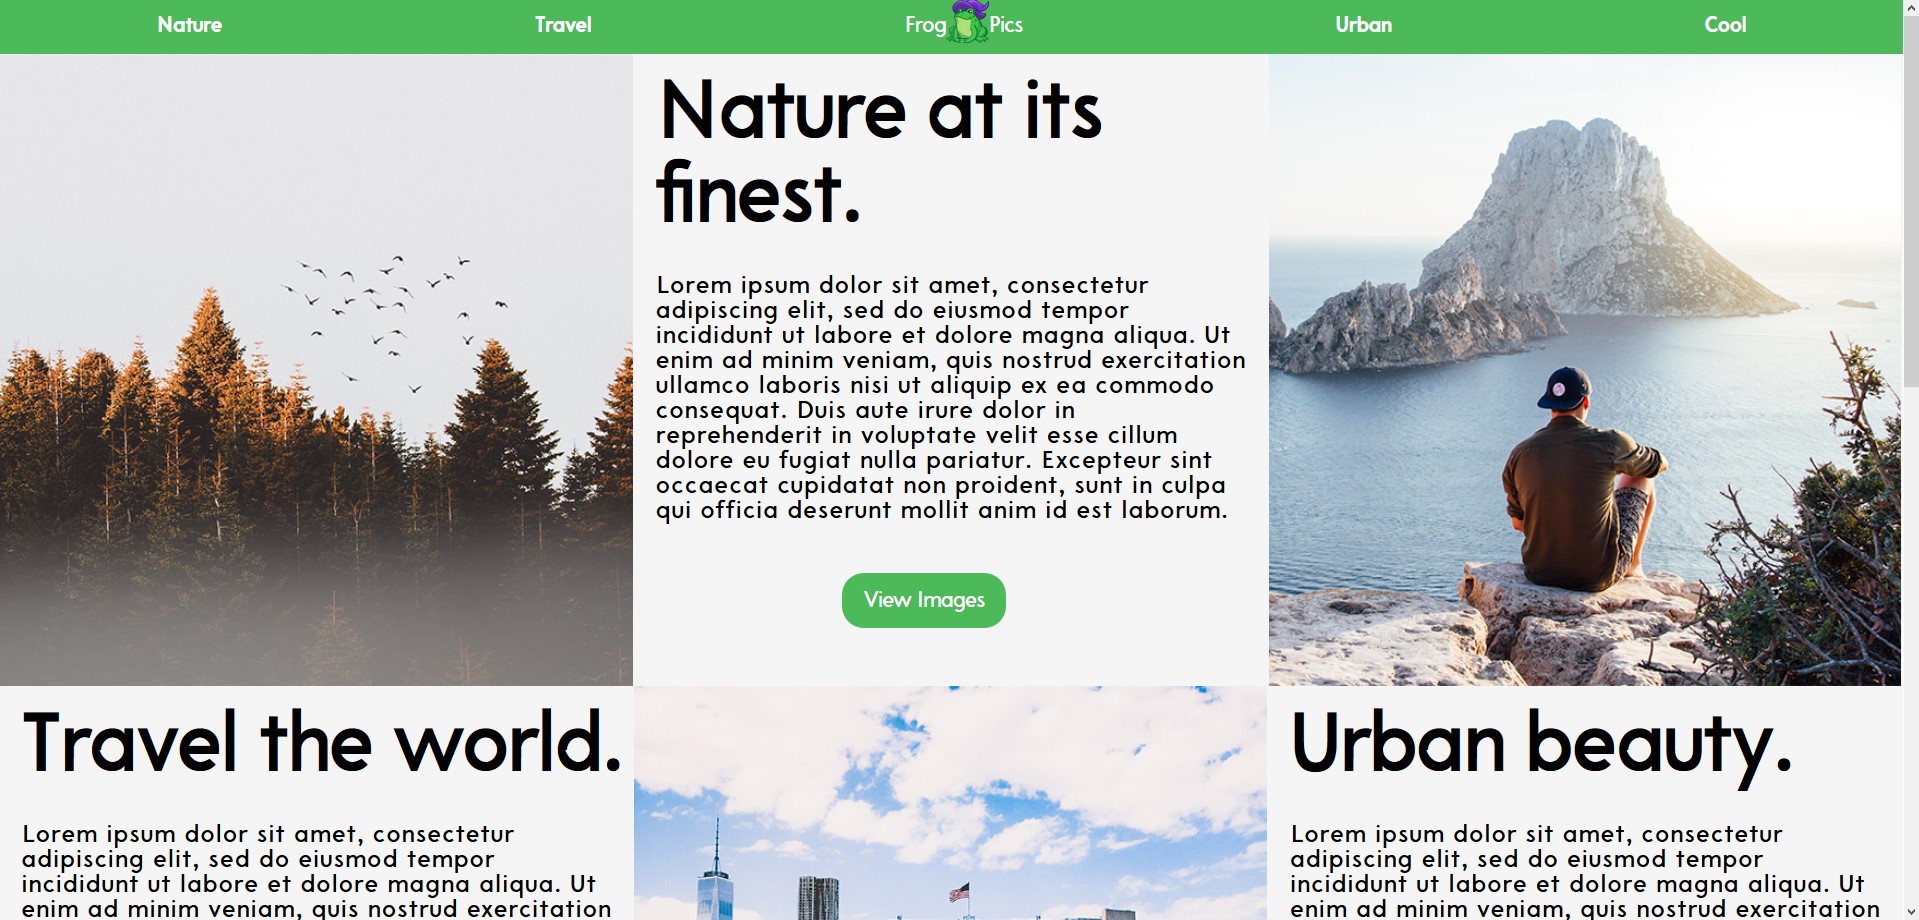 Nature Travel Frog Pics Urban Cool
Nature at its
finest.
Lorem ipsum dolor sit amet, consectetur
adipiscing elit, sed do eiusmod tempor
incididunt ut labore et dolore magna aliqua. Ut
enim ad minim veniam, quis nostrud exercitation
ullamco laboris nisi ut aliquip ex ea commodo
consequat. Duis aute irure dolor in
reprehenderit in voluptate velit esse cillum
dolore eu fugiat nulla pariatur. Excepteur sint
occaecat cupidatat non proident, sunt in culpa
qui officia deserunt mollit anim id est laborum.
View Images
Travel the world.
Lorem ipsum dolor sit amet, consectetur
adipiscing elit, sed do eiusmod tempor
incididunt ut labore et dolore magna aliqua. Ut
enim ad minim veniam, quis nostrud exercitation
Urban beauty.
Lorem ipsum dolor sit amet, consectetur
adipiscing elit, sed do eiusmod tempor
incididunt ut labore et dolore magna aliqua. Ut
enim ad minim veniam, quis nostrud exercitation